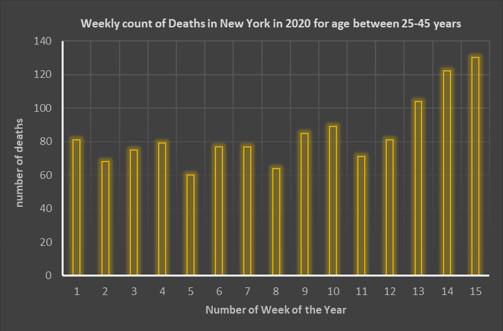 Weekly count of Deaths in New York in 2020 for age between 25-45 years
140
120
100
80
60
40
20
0
number of deaths
1 2 3 4 5 6 7 8 9 10 11 12 13 14 15
Number of Week of the Year